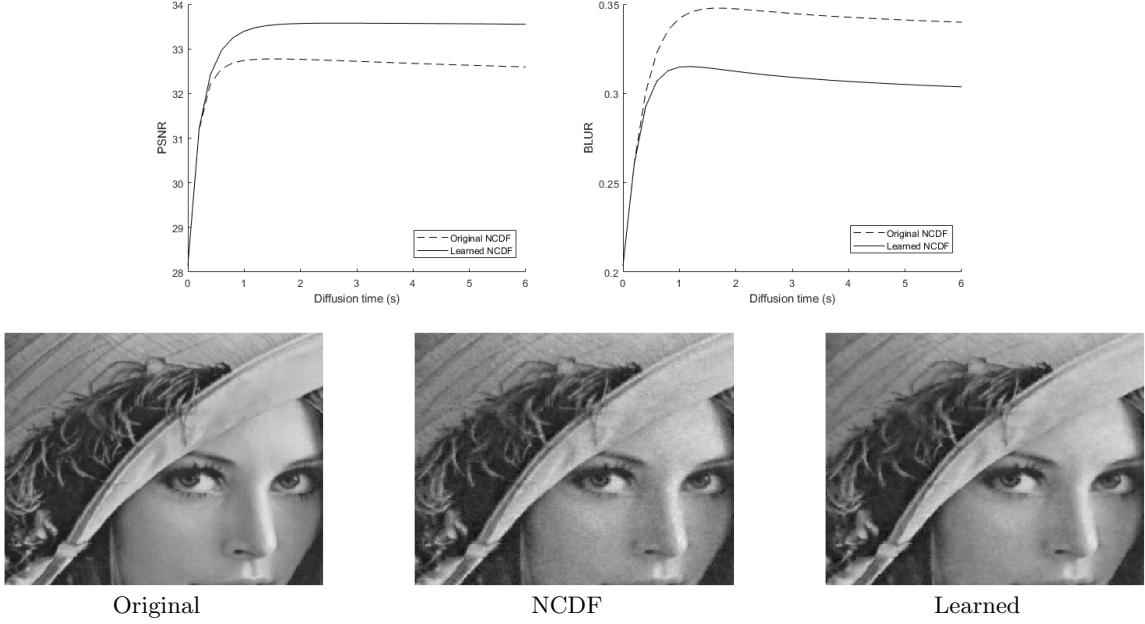 34
33
32
31
30
29
28
PSNR
0 1 2 3 4 5 6
Diffusion time (s)
Original NCDF
Learned NCDF
0.35
0.3
0.25
0.2
BLUR
0 1 2 3 4 5 6
Diffusion time (s)
Original NCDF
Learned NCDF
Original NCDF Learned